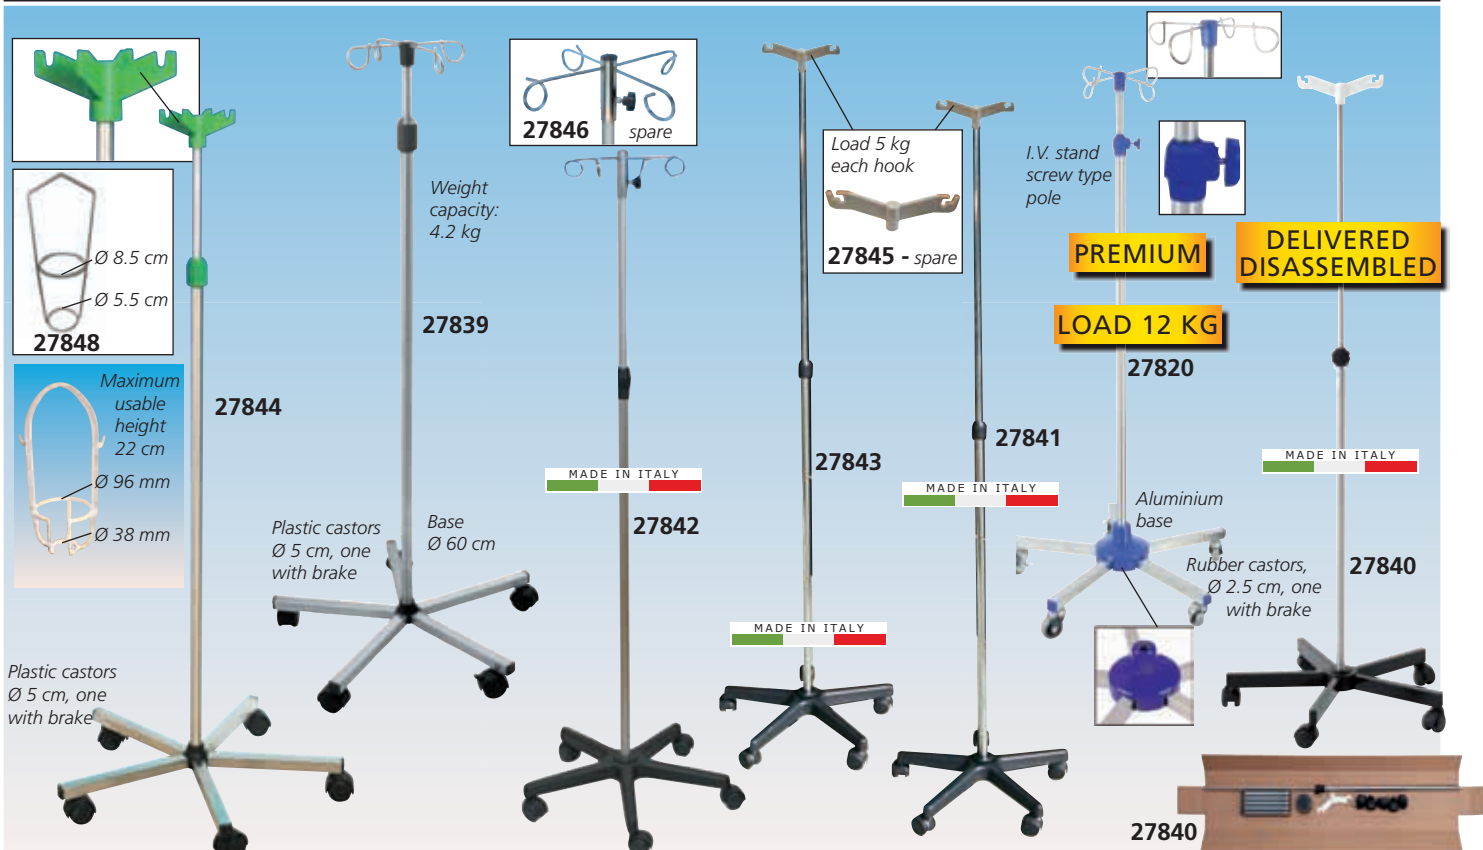 Ø 8.5 cm
Ø 5.5 cm
27848
Maximum
usable
height
22 cm
Ø 96 mm
Ø 38 mm
27844
Plastic castors
Ø 5 cm, one
with brake
Weight
capacity:
4.2 kg
27839
Plastic castors
Ø 5 cm, one
with brake
Base
Ø 60 cm
27846 spare
MADE IN ITALY
27842
Load 5 kg
each hook
27845 - spare
27843
MADE IN ITALY
27841
MADE IN ITALY
I.V. stand
screw type
pole
PREMIUM
LOAD 12 KG
27820
Aluminium
base
Rubber castors,
Ø 2.5 cm, one
with brake
DELIVERED
DISASSEMBLED
MADE IN ITALY
27840
27840